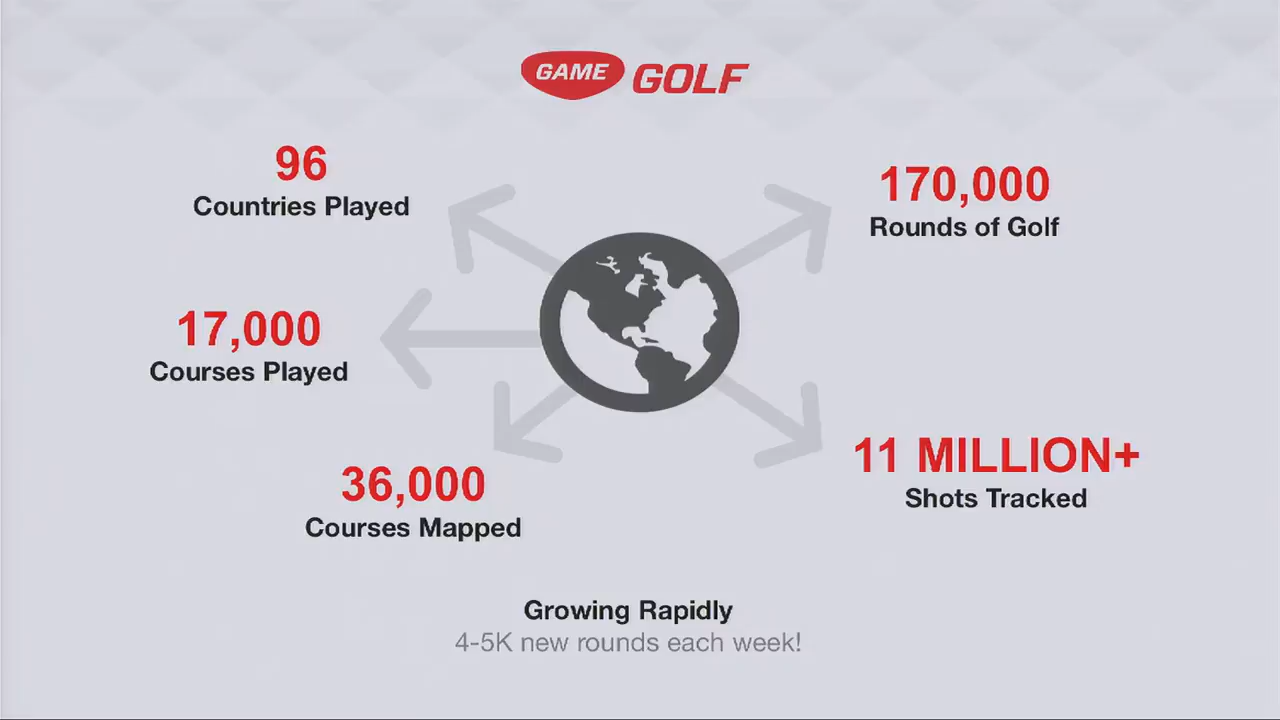 GAME GOLF
96
Countries Played
170,000
Rounds of Golf
17,000
Courses Played
36,000
Courses Mapped
11 MILLION+
Shots Tracked
Growing Rapidly
4-5K new rounds each week!